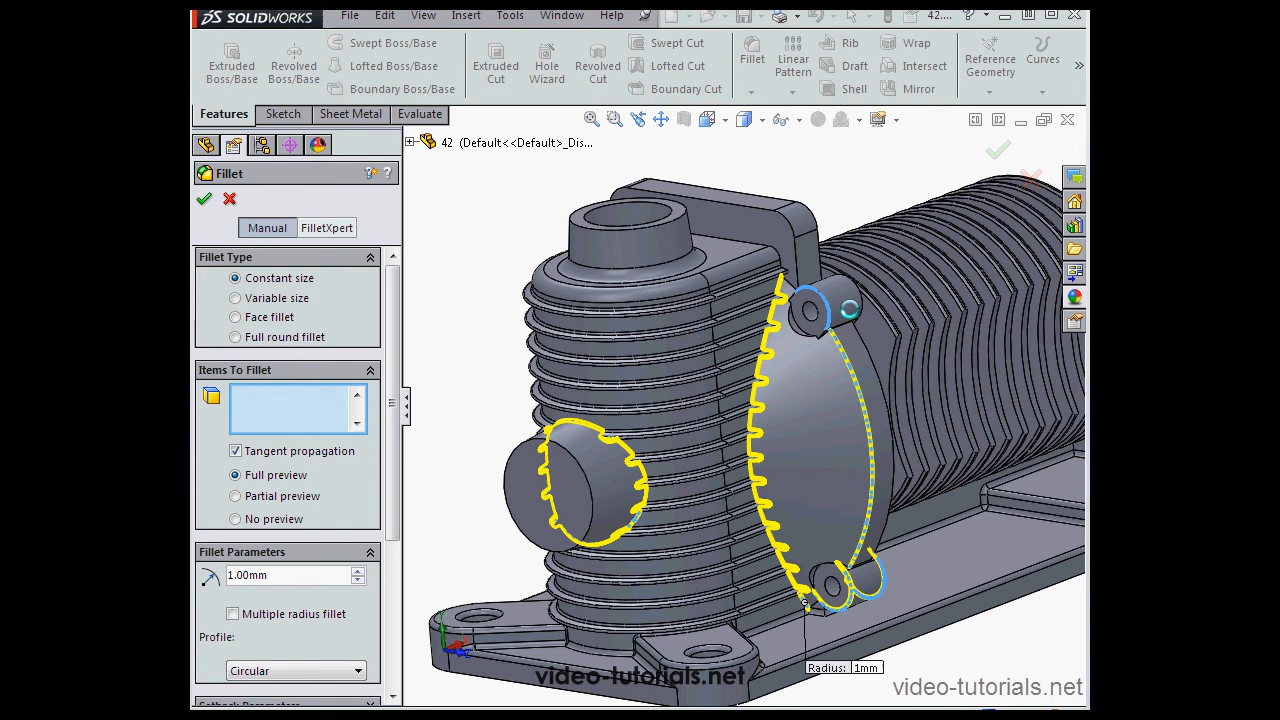 SOLIDWORKS File Edit View Insert Tools Window Help 42.... ?
Extruded Boss/Base
Revolved Boss/Base
Swept Boss/Base
Lofted Boss/Base
Boundary Boss/Base
Extruded Cut
Hole Wizard
Revolved Cut
Swept Cut
Lofted Cut
Boundary Cut
Fillet
Linear Pattern
Rib
Draft
Shell
Wrap
Intersect
Mirror
Reference Geometry
Curves
Features Sketch Sheet Metal Evaluate
42 (Default<<Default>_Dis...
Fillet
?
Manual FilletXpert
Fillet Type
Constant size
Variable size
Face fillet
Full round fillet
Items To Fillet
Tangent propagation
Full preview
Partial preview
No preview
Fillet Parameters
1.00mm
Multiple radius fillet
Profile:
Circular
Radius: 1mm
video-tutorials.net
video-tutorials.net